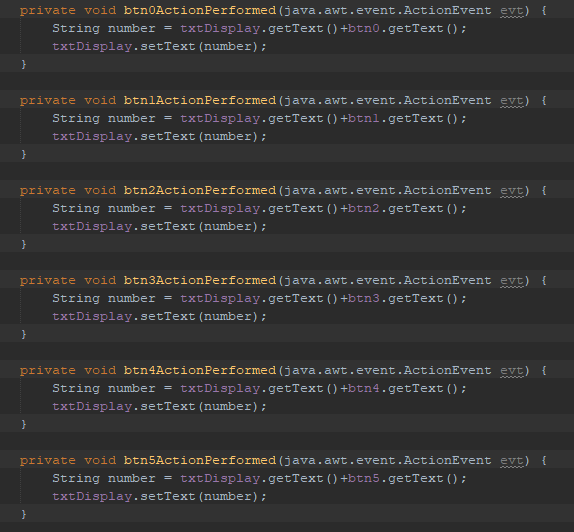 private void btn0ActionPerformed(java.awt.event.ActionEvent evt) {
String number = txtDisplay.getText()+btn0.getText();
txtDisplay.setText(number);
}
private void btn1ActionPerformed(java.awt.event.ActionEvent evt) {
String number = txtDisplay.getText()+btn1.getText();
txtDisplay.setText(number);
}
private void btn2ActionPerformed(java.awt.event.ActionEvent evt) {
String number = txtDisplay.getText()+btn2.getText();
txtDisplay.setText(number);
}
private void btn3ActionPerformed(java.awt.event.ActionEvent evt) {
String number = txtDisplay.getText()+btn3.getText();
txtDisplay.setText(number);
}
private void btn4ActionPerformed(java.awt.event.ActionEvent evt) {
String number = txtDisplay.getText()+btn4.getText();
txtDisplay.setText(number);
}
private void btn5ActionPerformed(java.awt.event.ActionEvent evt) {
String number = txtDisplay.getText()+btn5.getText();
txtDisplay.setText(number);
}